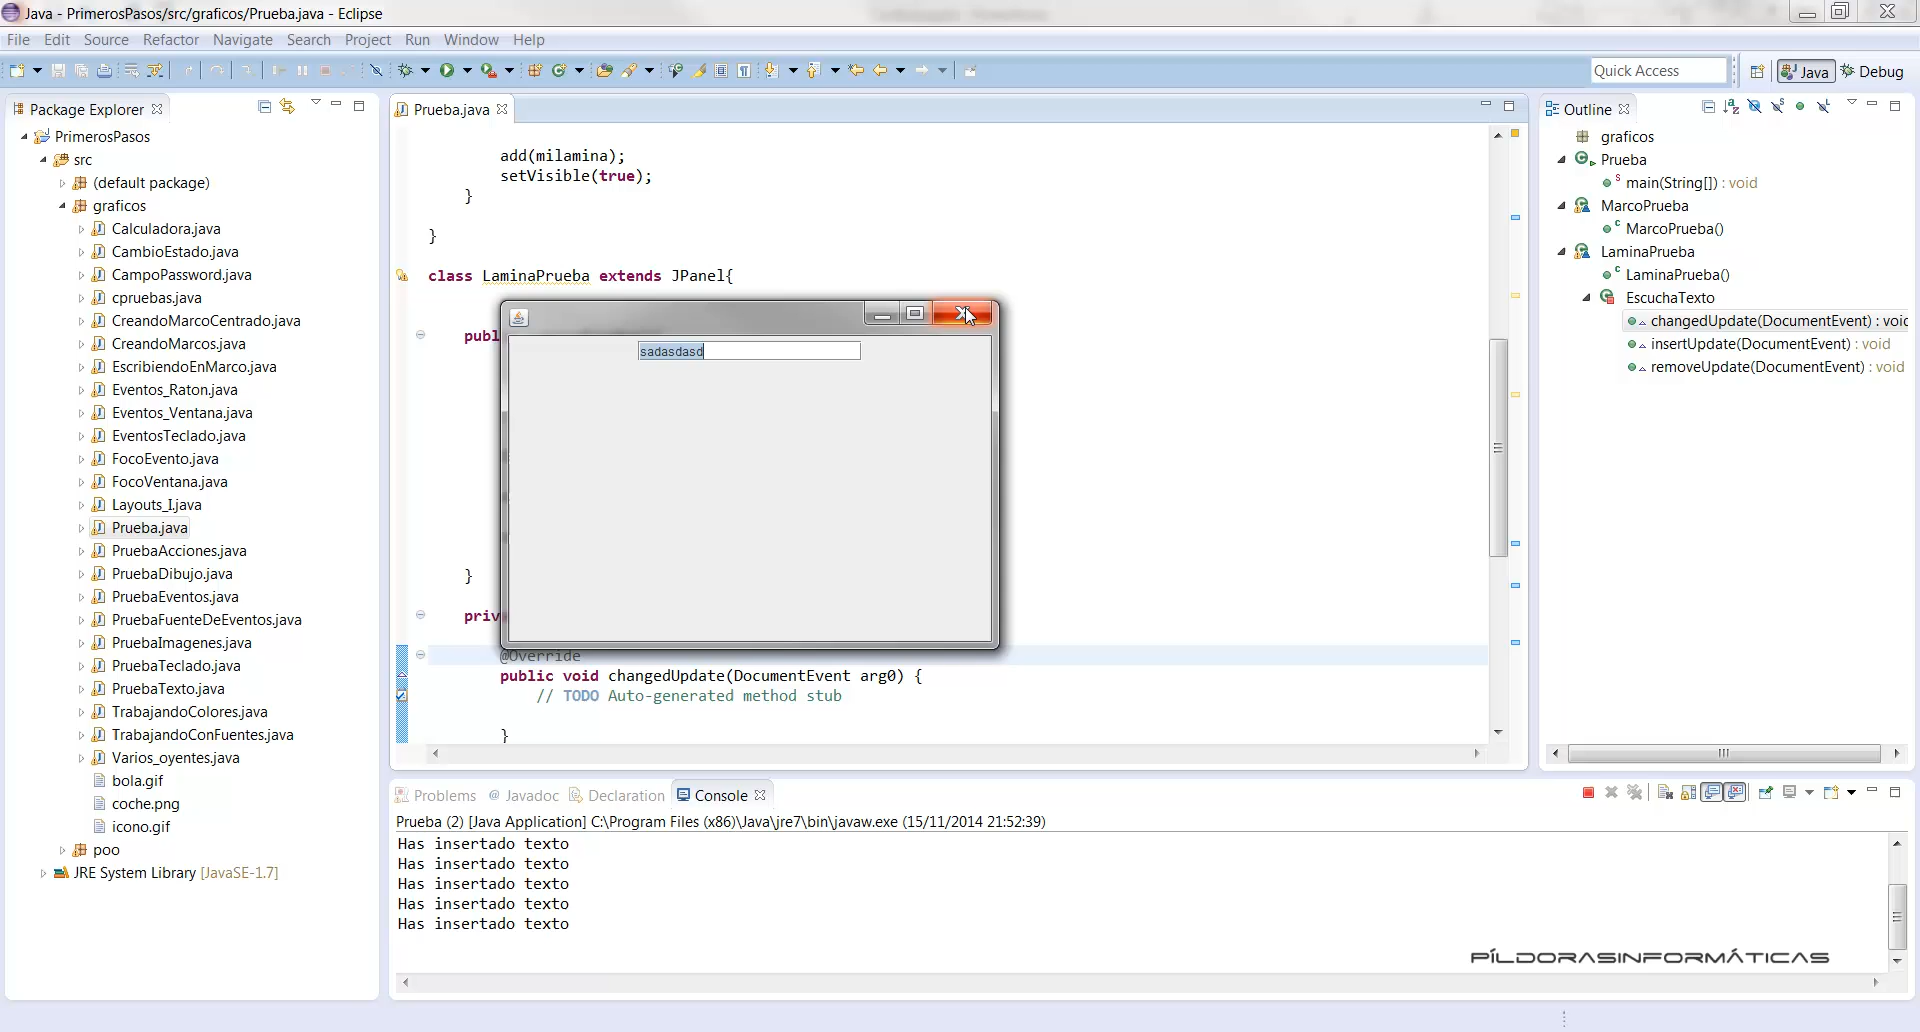 Java - PrimerosPasos/src/graficos/Prueba.java - Eclipse
File Edit Source Refactor Navigate Search Project Run Window Help
Quick Access
Java
Debug
Package Explorer
PrimerosPasos
src
(default package)
graficos
Calculadora.java
CambioEstado.java
CampoPassword.java
cpruebas.java
CreandoMarcoCentrado.java
CreandoMarcos.java
EscribiendoEnMarco.java
Eventos_Raton.java
Eventos_Ventana.java
EventosTeclado.java
FocoEvento.java
FocoVentana.java
Layouts_I.java
Prueba.java
PruebaAcciones.java
PruebaDibujo.java
PruebaEventos.java
PruebaFuenteDeEventos.java
PruebaImagenes.java
PruebaTeclado.java
PruebaTexto.java
TrabajandoColores.java
TrabajandoConFuentes.java
Varios_oyentes.java
bola.gif
coche.png
icono.gif
poo
JRE System Library [JavaSE-1.7]
Prueba.java
add(milamina);
setVisible(true);
}
}
class LaminaPrueba extends JPanel{
publ
sadasdasd
}
priv
@Override
public void changedUpdate(DocumentEvent arg0) {
// TODO Auto-generated method stub
}
Outline
graficos
Prueba
main(String[]) : void
MarcoPrueba
MarcoPrueba()
LaminaPrueba
LaminaPrueba()
EscuchaTexto
changedUpdate(DocumentEvent) : voic
insertUpdate(DocumentEvent) : void
removeUpdate(DocumentEvent) : void
Problems Javadoc Declaration Console
Prueba (2) [Java Application] C:\Program Files (x86)\Java\jre7\bin\javaw.exe (15/11/2014 21:52:39)
Has insertado texto
Has insertado texto
Has insertado texto
Has insertado texto
Has insertado texto
PÍLDORASINFORMÁTICAS